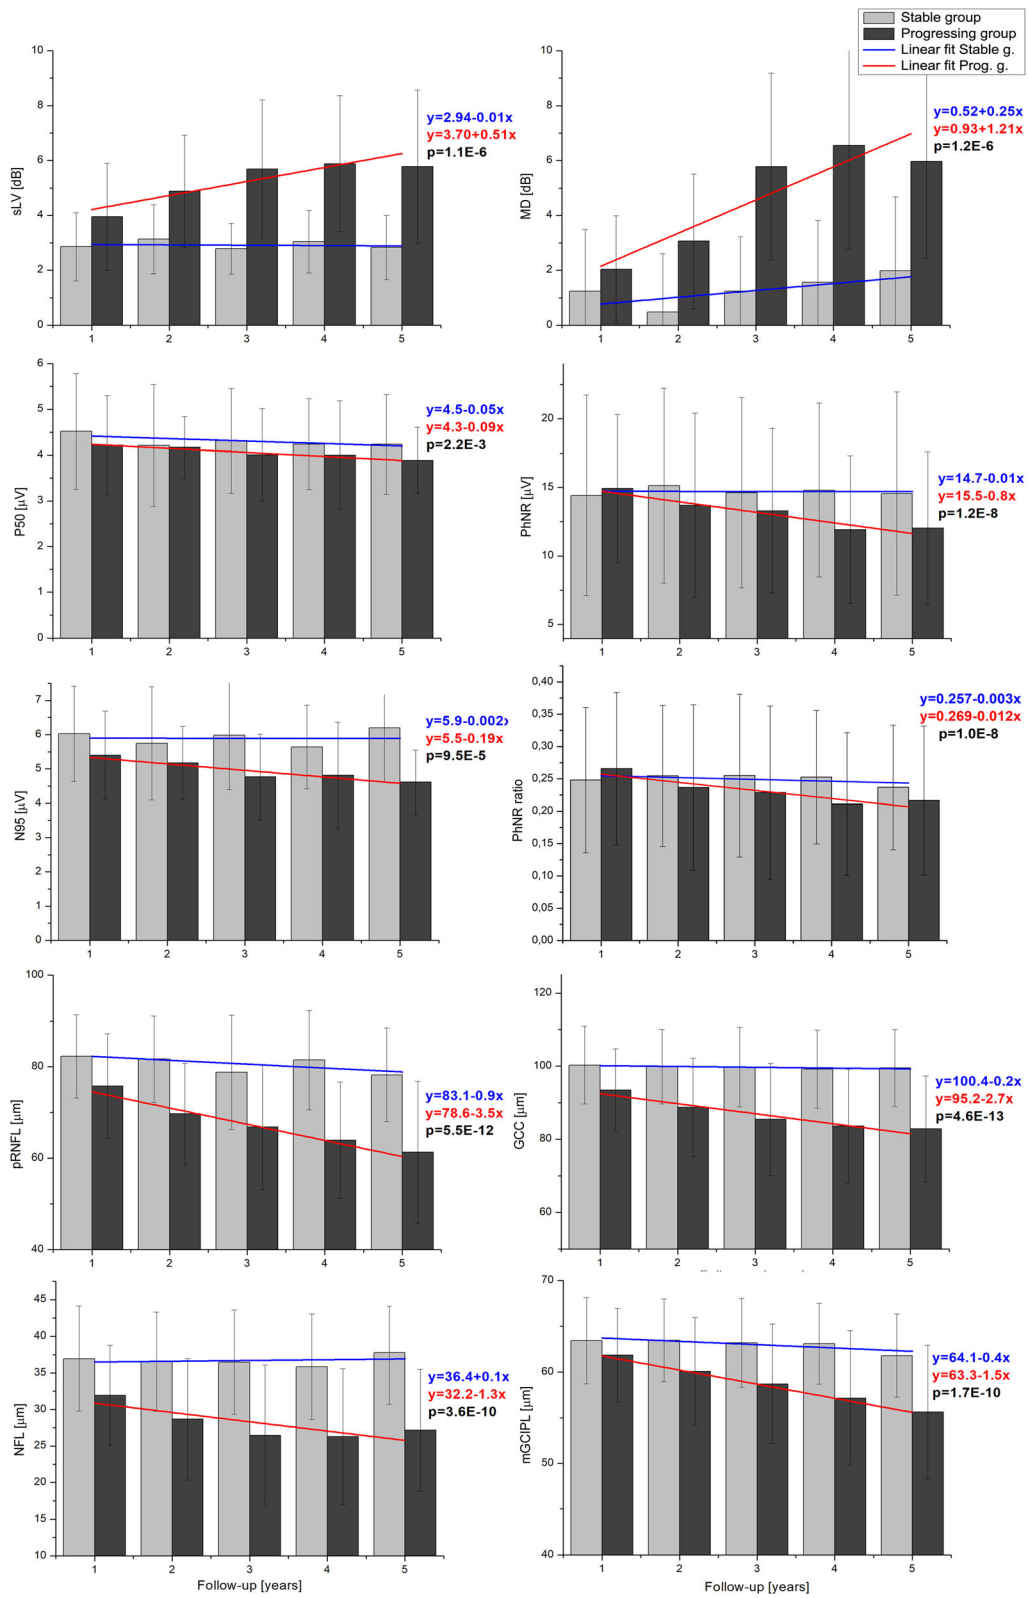 Stable group
Progressing group
Linear fit Stable g.
Linear fit Prog. g.
10
8
6
4
2
0
sLV [dB]
y=2.94-0.01x
y=3.70+0.51x
p=1.1E-6
1 2 3 4 5
10
8
6
4
2
0
MD [dB]
y=0.52+0.25x
y=0.93+1.21x
p=1.2E-6
1 2 3 4 5
6
5
4
3
2
1
0
P50 [µV]
y=4.5-0.05x
y=4.3-0.09x
p=2.2E-3
1 2 3 4 5
20
15
10
5
PhNR [µV]
y=14.7-0.01x
y=15.5-0.8x
p=1.2E-8
1 2 3 4 5
7
6
5
4
3
2
1
0
N95 [µV]
y=5.9-0.002x
y=5.5-0.19x
p=9.5E-5
1 2 3 4 5
0,40
0,35
0,30
0,25
0,20
0,15
0,10
0,05
0,00
PhNR ratio
y=0.257-0.003x
y=0.269-0.012x
p=1.0E-8
1 2 3 4 5
100
80
60
40
pRNFL [µm]
y=83.1-0.9x
y=78.6-3.5x
p=5.5E-12
1 2 3 4 5
120
100
80
60
GCC [µm]
y=100.4-0.2x
y=95.2-2.7x
p=4.6E-13
1 2 3 4 5
45
40
35
30
25
20
15
10
NFL [µm]
y=36.4+0.1x
y=32.2-1.3x
p=3.6E-10
1 2 3 4 5
Follow-up [years]
70
60
50
40
mGCIPL [µm]
y=64.1-0.4x
y=63.3-1.5x
p=1.7E-10
1 2 3 4 5
Follow-up [years]